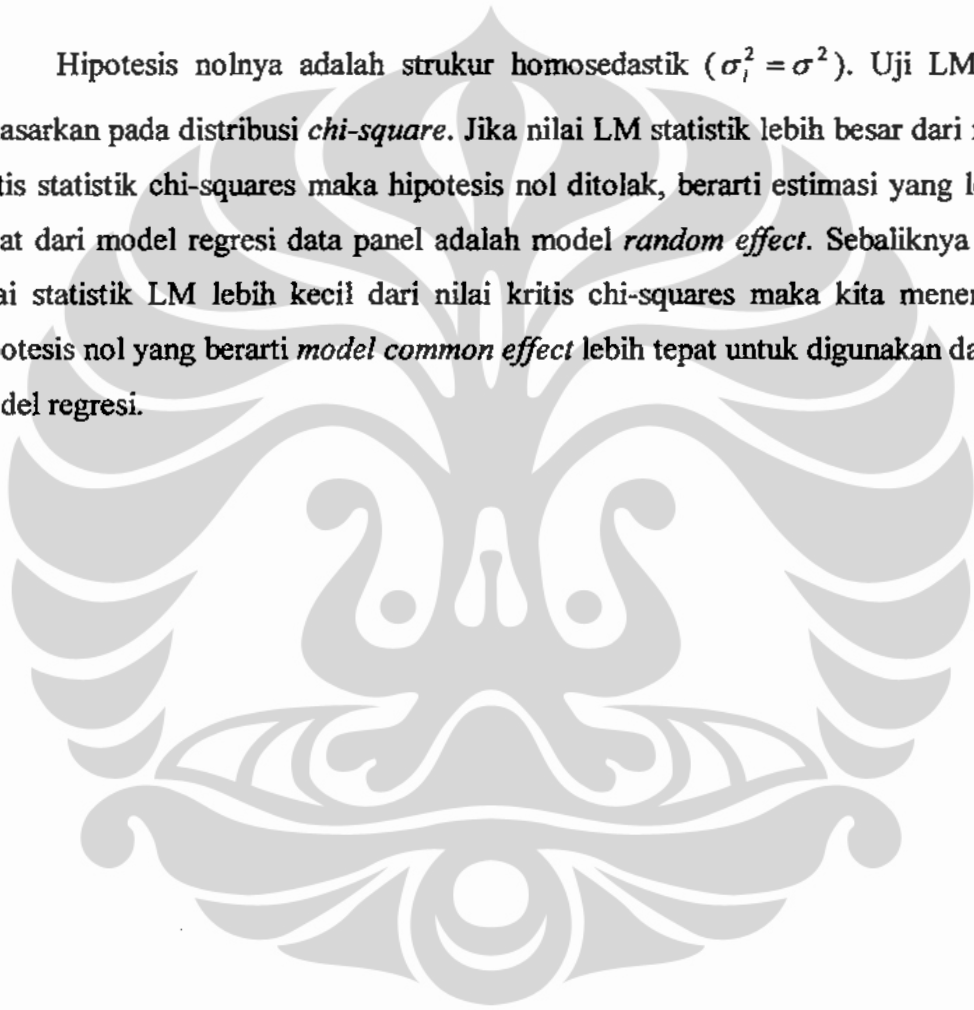 Hipotesis nolnya adalah strukur homosedastik (σᵢ² = σ²). Uji LM
asarkan pada distribusi chi-square. Jika nilai LM statistik lebih besar dari
tis statistik chi-squares maka hipotesis nol ditolak, berarti estimasi yang
at dari model regresi data panel adalah model random effect. Sebaliknya
ai statistik LM lebih kecil dari nilai kritis chi-squares maka kita mener
otesis nol yang berarti model common effect lebih tepat untuk digunakan da
del regresi.